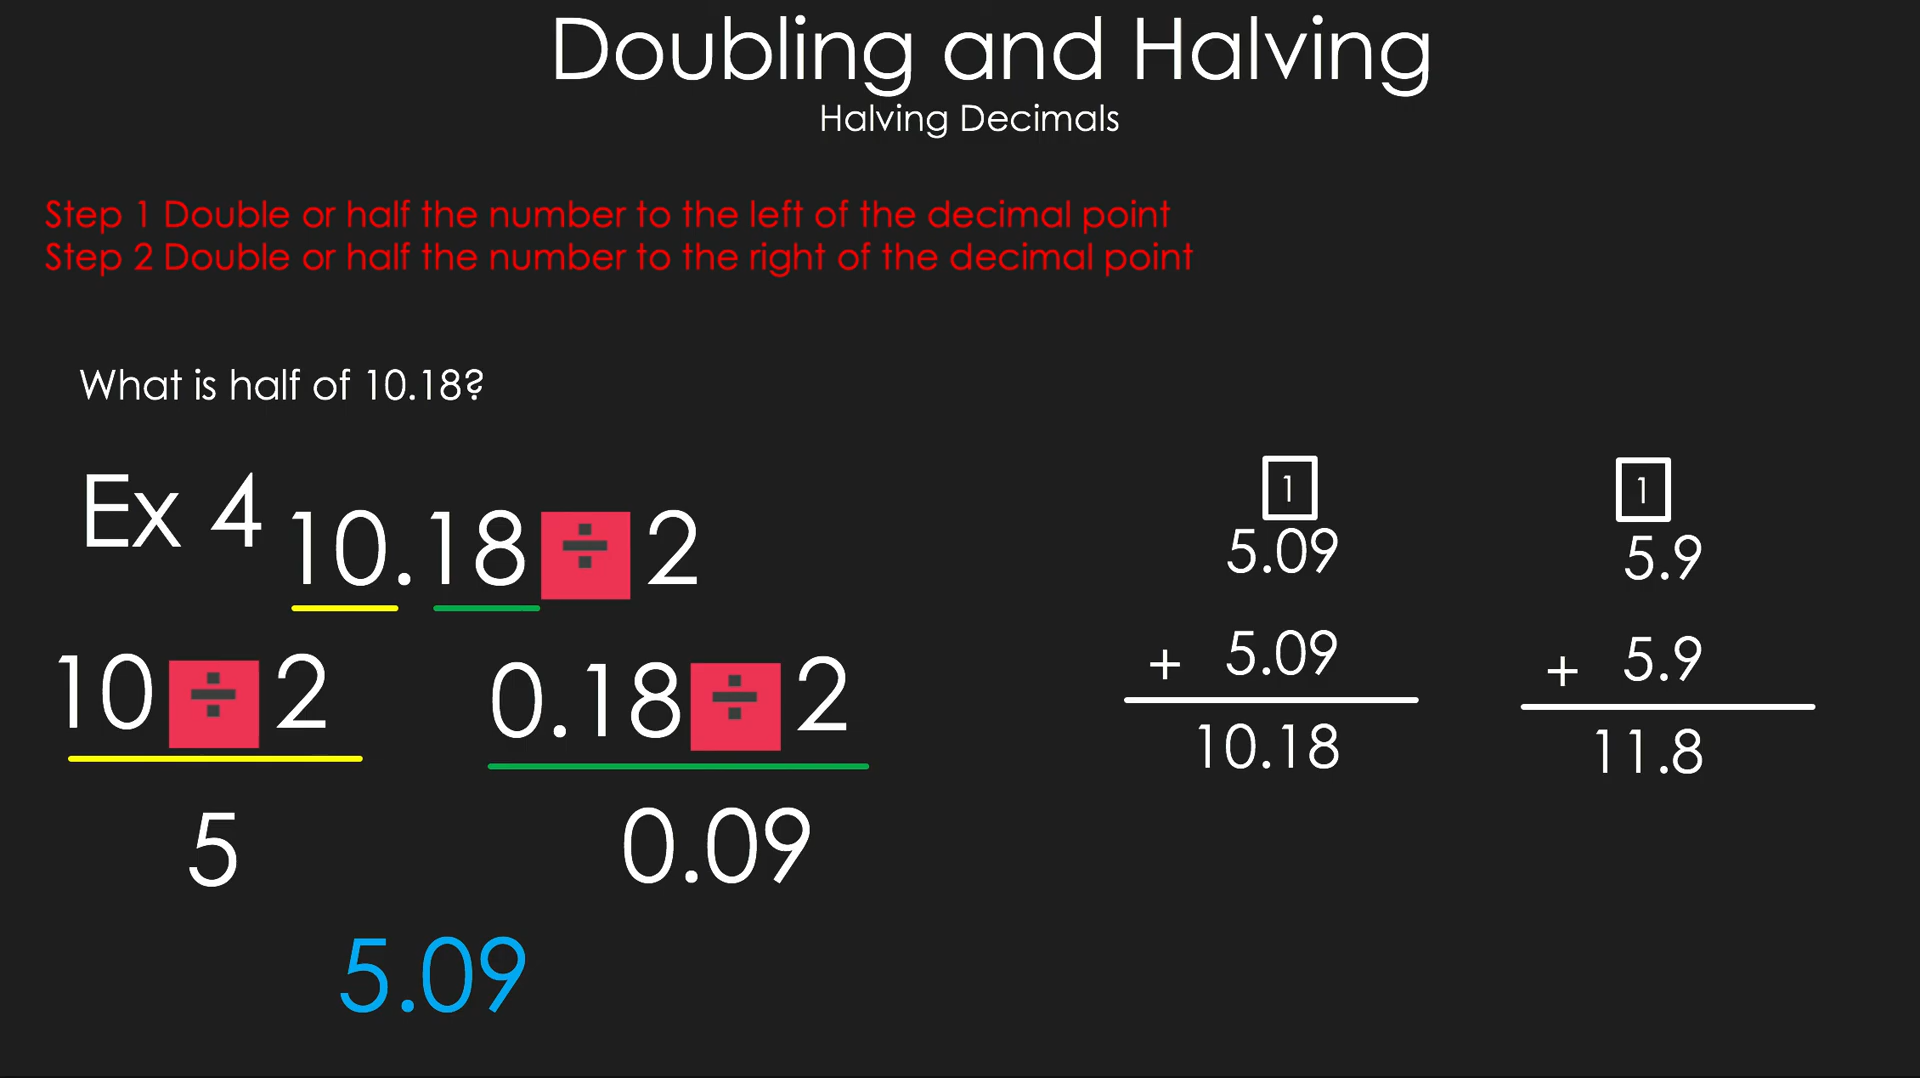 Doubling and Halving
Halving Decimals
Step 1 Double or half the number to the left of the decimal point
Step 2 Double or half the number to the right of the decimal point
What is half of 10.18?
Ex 4 10.18 ÷ 2
10 ÷ 2
5
0.18 ÷ 2
0.09
5.09
1
5.09
+ 5.09
10.18
1
5.9
+ 5.9
11.8